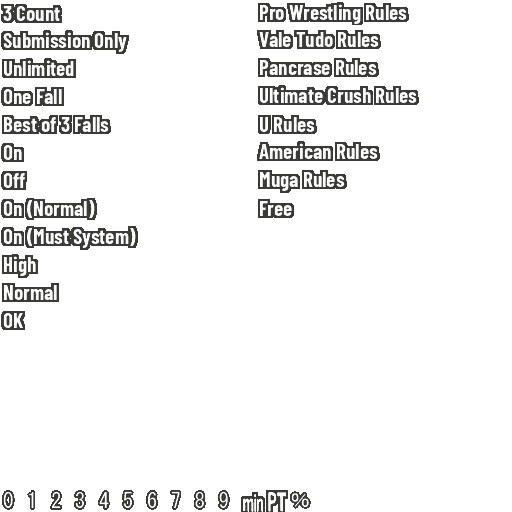 3 Count
Submission Only
Unlimited
One Fall
Best of 3 Falls
On
Off
On (Normal)
On (Must System)
High
Normal
OK
Pro Wrestling Rules
Vale Tudo Rules
Pancrase Rules
Ultimate Crush Rules
U Rules
American Rules
Muga Rules
Free
0 1 2 3 4 5 6 7 8 9 min PT %